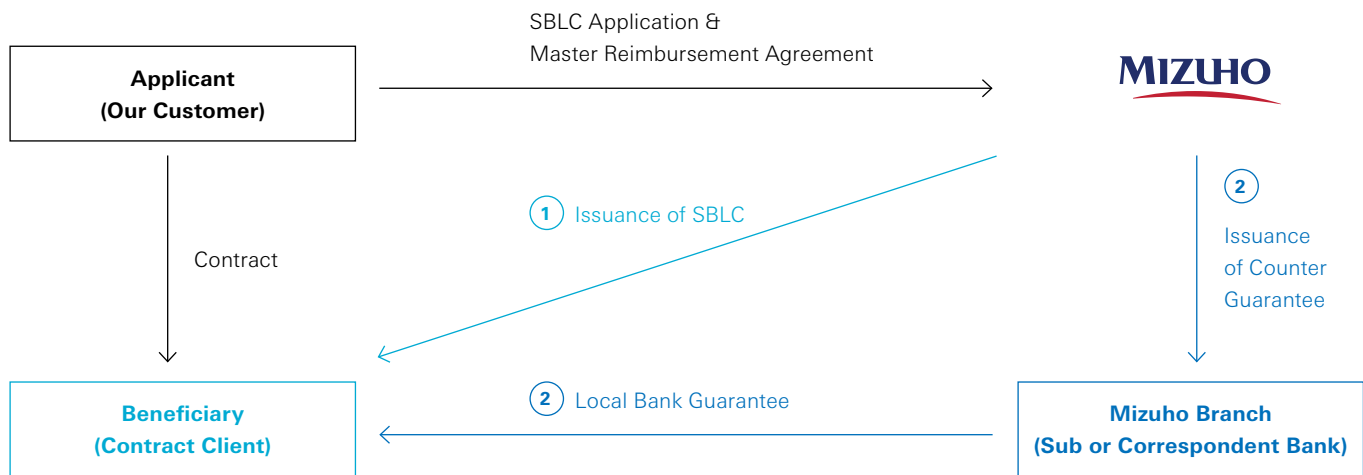 SBLC Application &
Master Reimbursement Agreement
Applicant
(Our Customer)
MIZUHO
1 Issuance of SBLC
2
Issuance
of Counter
Guarantee
Contract
Beneficiary
(Contract Client)
2 Local Bank Guarantee
Mizuho Branch
(Sub or Correspondent Bank)